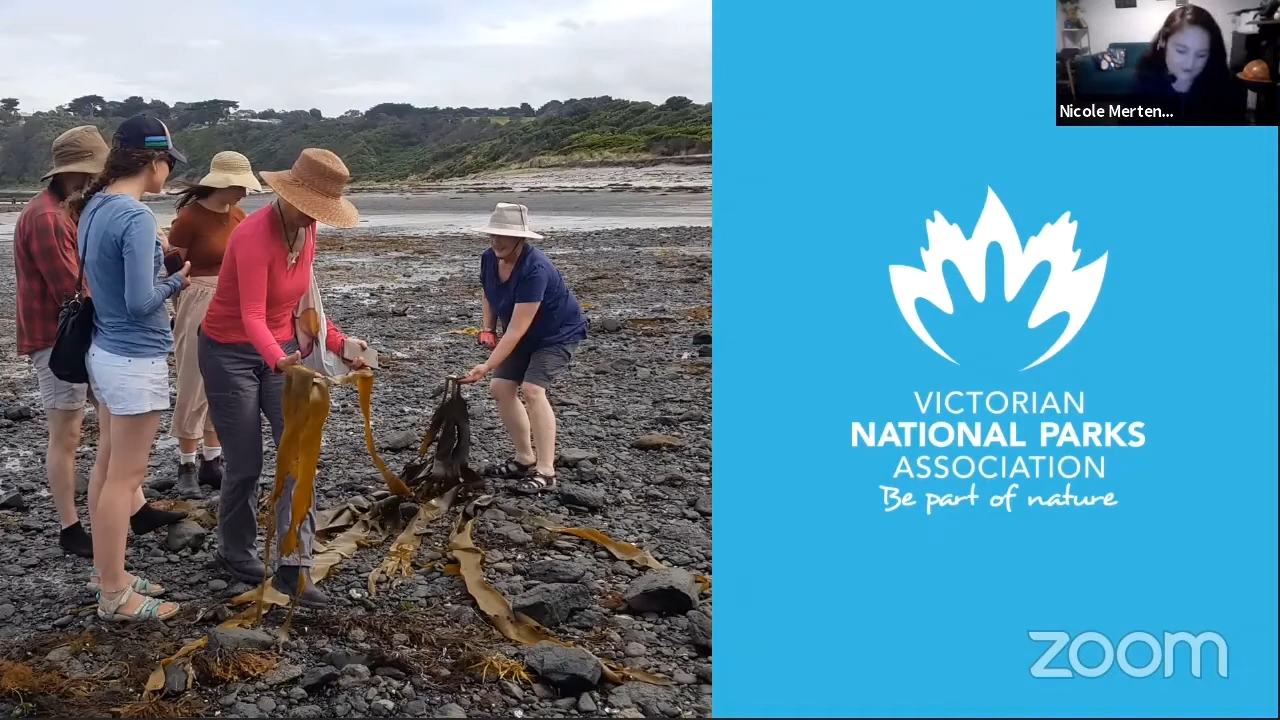 Nicole Merten...
VICTORIAN
NATIONAL PARKS
ASSOCIATION
Be part of nature
zoom